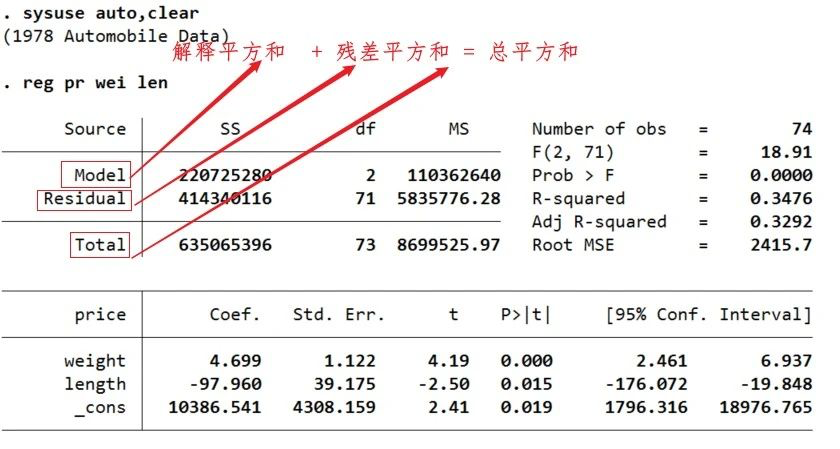 . sysuse auto,clear
(1978 Automobile Data)
解释平方和 + 残差平方和 = 总平方和
. reg pr wei len
Source SS df MS Number of obs = 74
F(2, 71) = 18.91
Model 220725280 2 110362640 Prob > F = 0.0000
Residual 414340116 71 5835776.28 R-squared = 0.3476
Adj R-squared = 0.3292
Total 635065396 73 8699525.97 Root MSE = 2415.7
price Coef. Std. Err. t P>|t| [95% Conf. Interval]
weight 4.699 1.122 4.19 0.000 2.461 6.937
length -97.960 39.175 -2.50 0.015 -176.072 -19.848
_cons 10386.541 4308.159 2.41 0.019 1796.316 18976.765